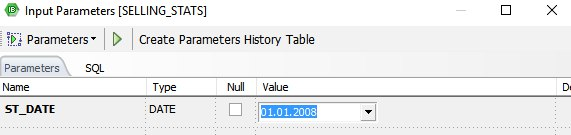 Input Parameters [SELLING_STATS]
Parameters Create Parameters History Table
Parameters SQL
Name Type Null Value De
ST_DATE DATE 01.01.2008